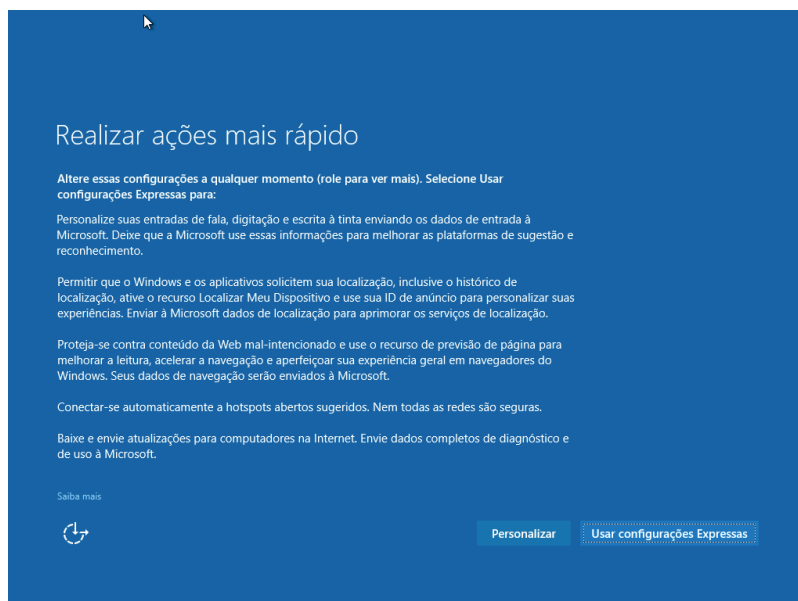 Realizar ações mais rápido
Altere essas configurações a qualquer momento (role para ver mais). Selecione Usar
configurações Expressas para:
Personalize suas entradas de fala, digitação e escrita à tinta enviando os dados de entrada à
Microsoft. Deixe que a Microsoft use essas informações para melhorar as plataformas de sugestão e
reconhecimento.
Permitir que o Windows e os aplicativos solicitem sua localização, inclusive o histórico de
localização, ative o recurso Localizar Meu Dispositivo e use sua ID de anúncio para personalizar suas
experiências. Enviar à Microsoft dados de localização para aprimorar os serviços de localização.
Proteja-se contra conteúdo da Web mal-intencionado e use o recurso de previsão de página para
melhorar a leitura, acelerar a navegação e aperfeiçoar sua experiência geral em navegadores do
Windows. Seus dados de navegação serão enviados à Microsoft.
Conectar-se automaticamente a hotspots abertos sugeridos. Nem todas as redes são seguras.
Baixe e envie atualizações para computadores na Internet. Envie dados completos de diagnóstico e
de uso à Microsoft.
Saiba mais
Personalizar
Usar configurações Expressas